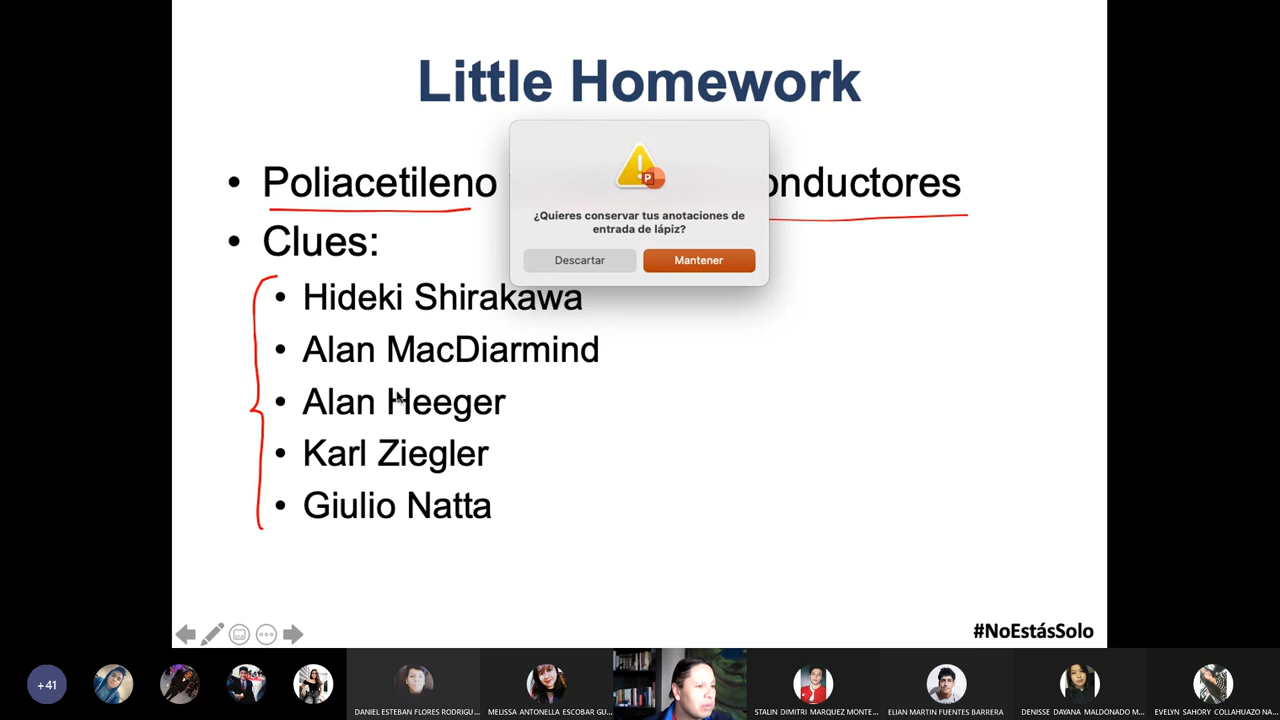 Little Homework
• Poliacetileno onductores
¿Quieres conservar tus anotaciones de
entrada de lápiz?
Descartar Mantener
• Clues:
• Hideki Shirakawa
• Alan MacDiarmind
• Alan Heeger
• Karl Ziegler
• Giulio Natta
#NoEstásSolo
+41
DANIEL ESTEBAN FLORES RODRIGU...
MELISSA ANTONELLA ESCOBAR GU...
STALIN DIMITRI MARQUEZ MONTE...
ELIAN MARTIN FUENTES BARRERA
DENISSE DAYANA MALDONADO M...
EVELYN SAHORY COLLAHUAZO NA...